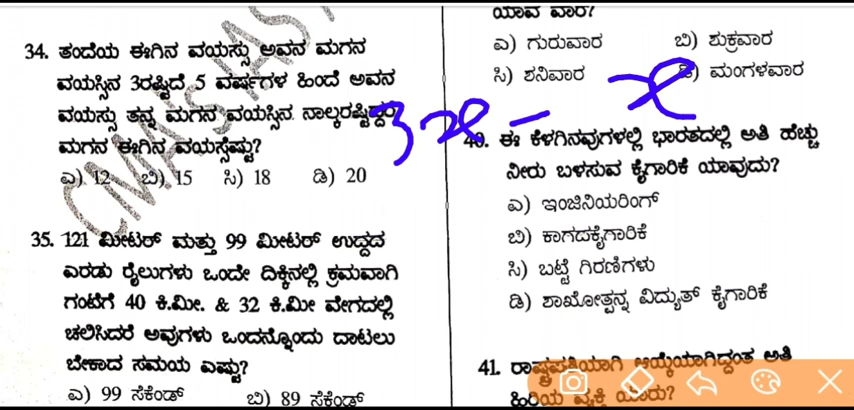 34. ತಂದೆಯ ಈಗಿನ ವಯಸ್ಸು ಅವನ ಮಗನ
ವಯಸ್ಸಿನ 3ರಷ್ಟಿದೆ 5 ವರ್ಷಗಳ ಹಿಂದೆ ಅವನ
ವಯಸ್ಸು ತನ್ನ ಮಗನ ವಯಸ್ಸಿನ ನಾಲ್ಕರಷ್ಟಿದ್ದರೆ
ಮಗನ ಈಗಿನ ವಯಸ್ಸೆಷ್ಟು?
ಎ) 12 ಬಿ) 15 ಸಿ) 18 ಡಿ) 20
35. 121 ಮೀಟರ್ ಮತ್ತು 99 ಮೀಟರ್ ಉದ್ದದ
ಎರಡು ರೈಲುಗಳು ಒಂದೇ ದಿಕ್ಕಿನಲ್ಲಿ ಕ್ರಮವಾಗಿ
ಗಂಟೆಗೆ 40 ಕಿ.ಮೀ. & 32 ಕಿ.ಮೀ ವೇಗದಲ್ಲಿ
ಚಲಿಸಿದರೆ ಅವುಗಳು ಒಂದನ್ನೊಂದು ದಾಟಲು
ಬೇಕಾದ ಸಮಯ ಎಷ್ಟು?
ಎ) 99 ಸೆಕೆಂಡ್ ಬಿ) 89 ಸೆಕೆಂಡ್
3x - x
ಯಾವ ವಾರ?
ಎ) ಗುರುವಾರ ಬಿ) ಶುಕ್ರವಾರ
ಸಿ) ಶನಿವಾರ ಡಿ) ಮಂಗಳವಾರ
40. ಈ ಕೆಳಗಿನವುಗಳಲ್ಲಿ ಭಾರತದಲ್ಲಿ ಅತಿ ಹೆಚ್ಚು
ನೀರು ಬಳಸುವ ಕೈಗಾರಿಕೆ ಯಾವುದು?
ಎ) ಇಂಜಿನಿಯರಿಂಗ್
ಬಿ) ಕಾಗದಕೈಗಾರಿಕೆ
ಸಿ) ಬಟ್ಟೆ ಗಿರಣಿಗಳು
ಡಿ) ಶಾಖೋತ್ಪನ್ನ ವಿದ್ಯುತ್ ಕೈಗಾರಿಕೆ
41. ರಾಷ್ಟ್ರಪತಿಯಾಗಿ ಆಯ್ಕೆಯಾಗಿದ್ದಂತ ಅತಿ
ಹಿರಿಯ ವ್ಯಕ್ತಿ ಯಾರು?